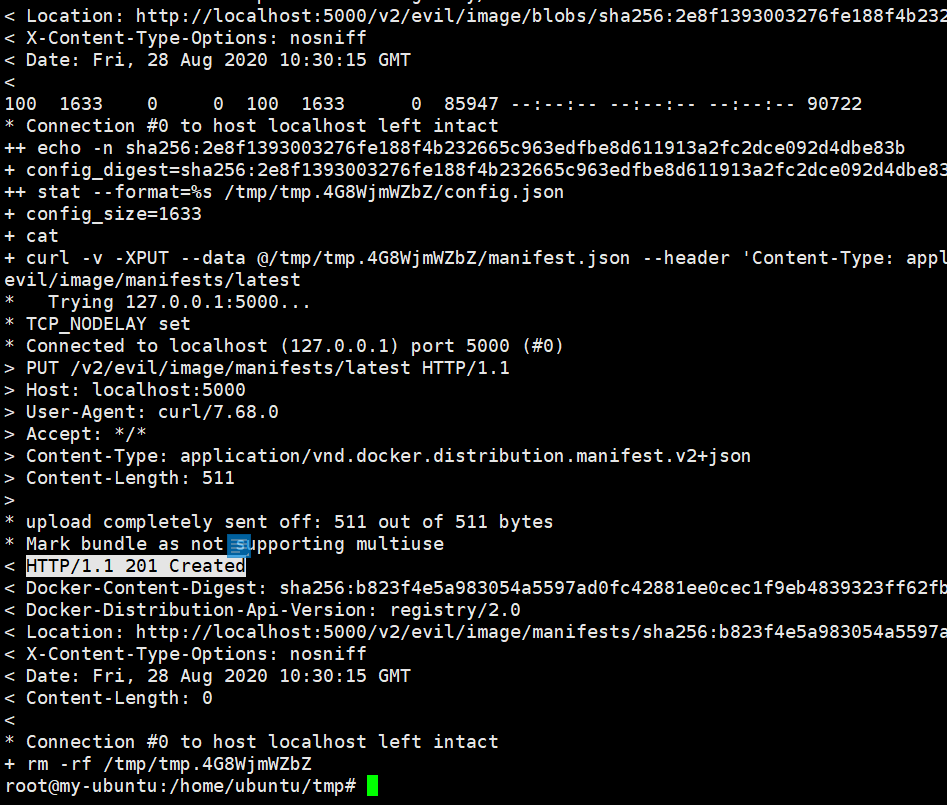 < Location: http://localhost:5000/v2/evil/image/blobs/sha256:2e8f1393003276fe188f4b232
< X-Content-Type-Options: nosniff
< Date: Fri, 28 Aug 2020 10:30:15 GMT
<
100  1633    0     0  100  1633      0  85947 --:--:-- --:--:-- --:--:-- 90722
* Connection #0 to host localhost left intact
++ echo -n sha256:2e8f1393003276fe188f4b232665c963edfbe8d611913a2fc2dce092d4dbe83b
+ config_digest=sha256:2e8f1393003276fe188f4b232665c963edfbe8d611913a2fc2dce092d4dbe83
++ stat --format=%s /tmp/tmp.4G8WjmWZbZ/config.json
+ config_size=1633
+ cat
+ curl -v -XPUT --data @/tmp/tmp.4G8WjmWZbZ/manifest.json --header 'Content-Type: appl
evil/image/manifests/latest
*   Trying 127.0.0.1:5000...
* TCP_NODELAY set
* Connected to localhost (127.0.0.1) port 5000 (#0)
> PUT /v2/evil/image/manifests/latest HTTP/1.1
> Host: localhost:5000
> User-Agent: curl/7.68.0
> Accept: */*
> Content-Type: application/vnd.docker.distribution.manifest.v2+json
> Content-Length: 511
>
* upload completely sent off: 511 out of 511 bytes
* Mark bundle as not supporting multiuse
< HTTP/1.1 201 Created
< Docker-Content-Digest: sha256:b823f4e5a983054a5597ad0fc42881ee0cec1f9eb4839323ff62fb
< Docker-Distribution-Api-Version: registry/2.0
< Location: http://localhost:5000/v2/evil/image/manifests/sha256:b823f4e5a983054a5597a
< X-Content-Type-Options: nosniff
< Date: Fri, 28 Aug 2020 10:30:15 GMT
< Content-Length: 0
<
* Connection #0 to host localhost left intact
+ rm -rf /tmp/tmp.4G8WjmWZbZ
root@my-ubuntu:/home/ubuntu/tmp#